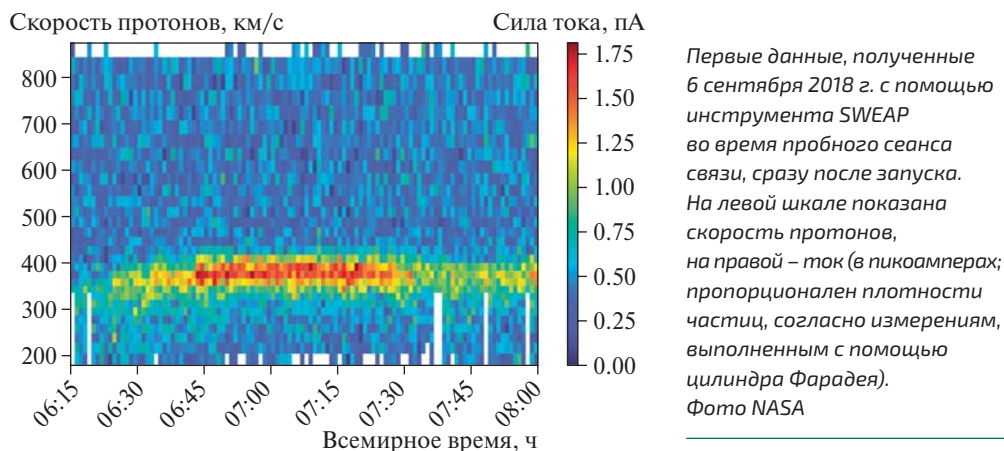 Скорость протонов, км/с
Сила тока, пА
800
700
600
500
400
300
200
1.75
1.50
1.25
1.00
0.75
0.50
0.25
0.00
06:15
06:30
06:45
07:00
07:15
07:30
07:45
08:00
Всемирное время, ч
Первые данные, полученные
6 сентября 2018 г. с помощью
инструмента SWEAP
во время пробного сеанса
связи, сразу после запуска.
На левой шкале показана
скорость протонов,
на правой – ток (в пикоамперах;
пропорционален плотности
частиц, согласно измерениям,
выполненным с помощью
цилиндра Фарадея).
Фото NASA